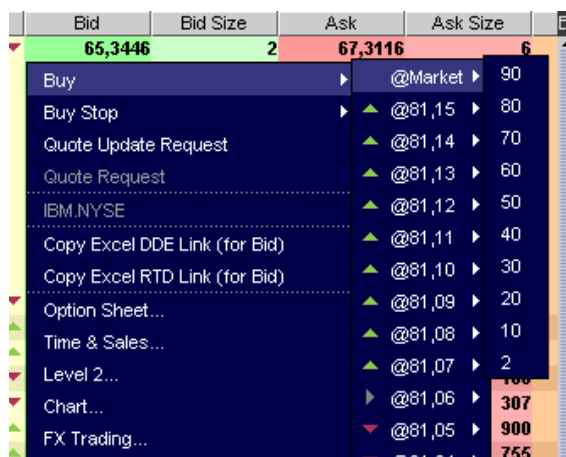 Bid Bid Size Ask Ask Size
65,3446 2 67,3116 6
Buy @Market 90
Buy Stop @81,15 80
Quote Update Request @81,14 70
Quote Request @81,13 60
IBM.NYSE @81,12 50
Copy Excel DDE Link (for Bid) @81,11 40
Copy Excel RTD Link (for Bid) @81,10 30
Option Sheet... @81,09 20
Time & Sales... @81,08 10
Level 2... @81,07 2
Chart... @81,06 307
FX Trading... @81,05 900
755